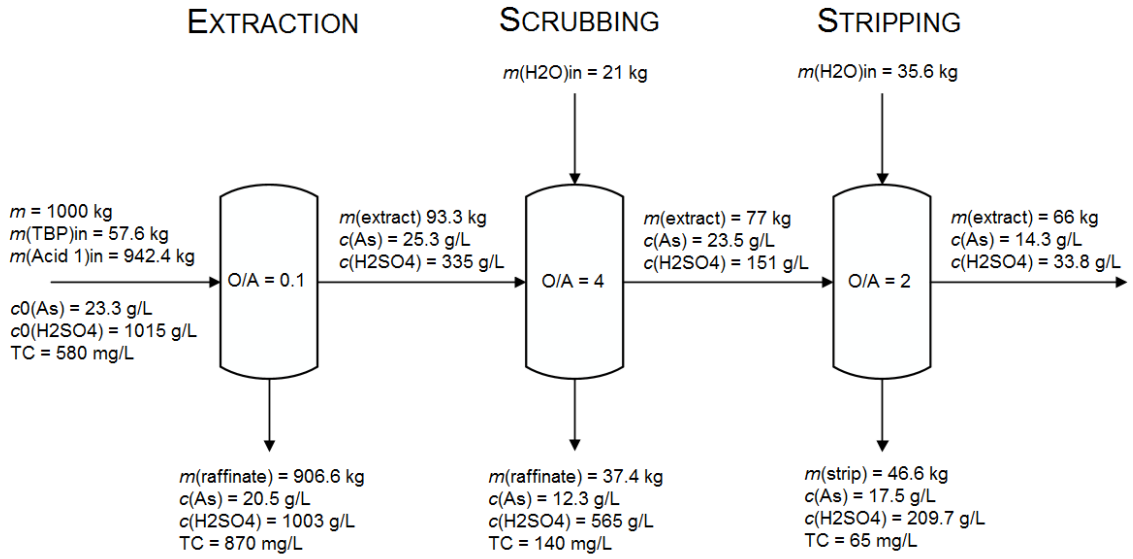 EXTRACTION
SCRUBBING
STRIPPING
m(H2O)in = 21 kg
m(H2O)in = 35.6 kg
m = 1000 kg
m(TBP)in = 57.6 kg
m(Acid 1)in = 942.4 kg
c0(As) = 23.3 g/L
c0(H2SO4) = 1015 g/L
TC = 580 mg/L
O/A = 0.1
m(extract) 93.3 kg
c(As) = 25.3 g/L
c(H2SO4) = 335 g/L
O/A = 4
m(extract) = 77 kg
c(As) = 23.5 g/L
c(H2SO4) = 151 g/L
O/A = 2
m(extract) = 66 kg
c(As) = 14.3 g/L
c(H2SO4) = 33.8 g/L
m(raffinate) = 906.6 kg
c(As) = 20.5 g/L
c(H2SO4) = 1003 g/L
TC = 870 mg/L
m(raffinate) = 37.4 kg
c(As) = 12.3 g/L
c(H2SO4) = 565 g/L
TC = 140 mg/L
m(strip) = 46.6 kg
c(As) = 17.5 g/L
c(H2SO4) = 209.7 g/L
TC = 65 mg/L